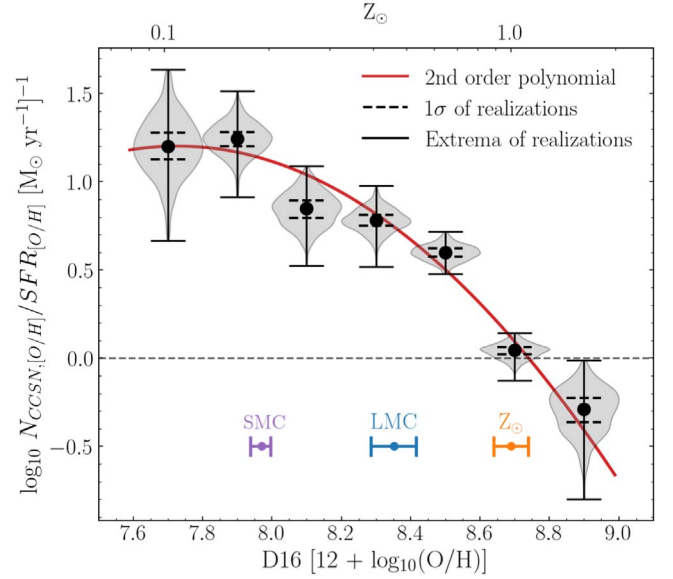 Z☉
0.1 1.0
2nd order polynomial
1σ of realizations
Extrema of realizations
log₁₀ N_CCSN,[O/H]/SFR_[O/H] [M☉ yr⁻¹]⁻¹
1.5
1.0
0.5
0.0
−0.5
SMC LMC Z☉
7.6 7.8 8.0 8.2 8.4 8.6 8.8 9.0
D16 [12 + log₁₀(O/H)]